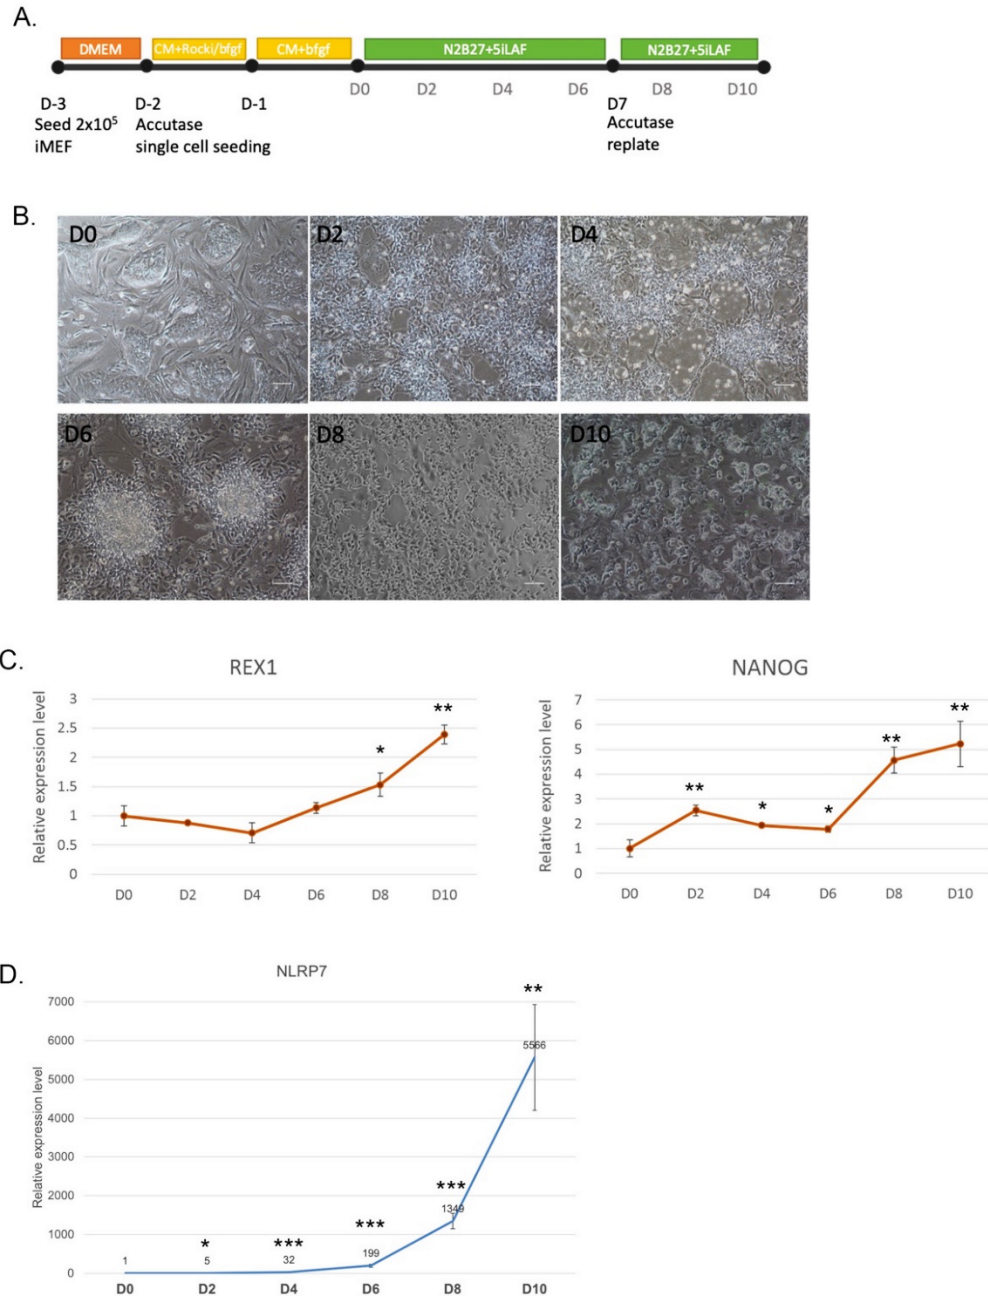 A.
DMEM CM+Rocki/bfgf CM+bfgf N2B27+5iLAF N2B27+5iLAF
D0 D2 D4 D6 D8 D10
D-3 D-2 D-1 D7
Seed 2x10⁵ Accutase Accutase
iMEF single cell seeding replate
B.
D0 D2 D4
D6 D8 D10
C.
REX1
Relative expression level
3
2.5
2
1.5
1
0.5
0
* **
D0 D2 D4 D6 D8 D10
NANOG
Relative expression level
7
6
5
4
3
2
1
0
** * * ** **
D0 D2 D4 D6 D8 D10
D.
NLRP7
Relative expression level
7000
6000
5000
4000
3000
2000
1000
0
* *** *** *** **
1 5 32 199 1349 5566
D0 D2 D4 D6 D8 D10